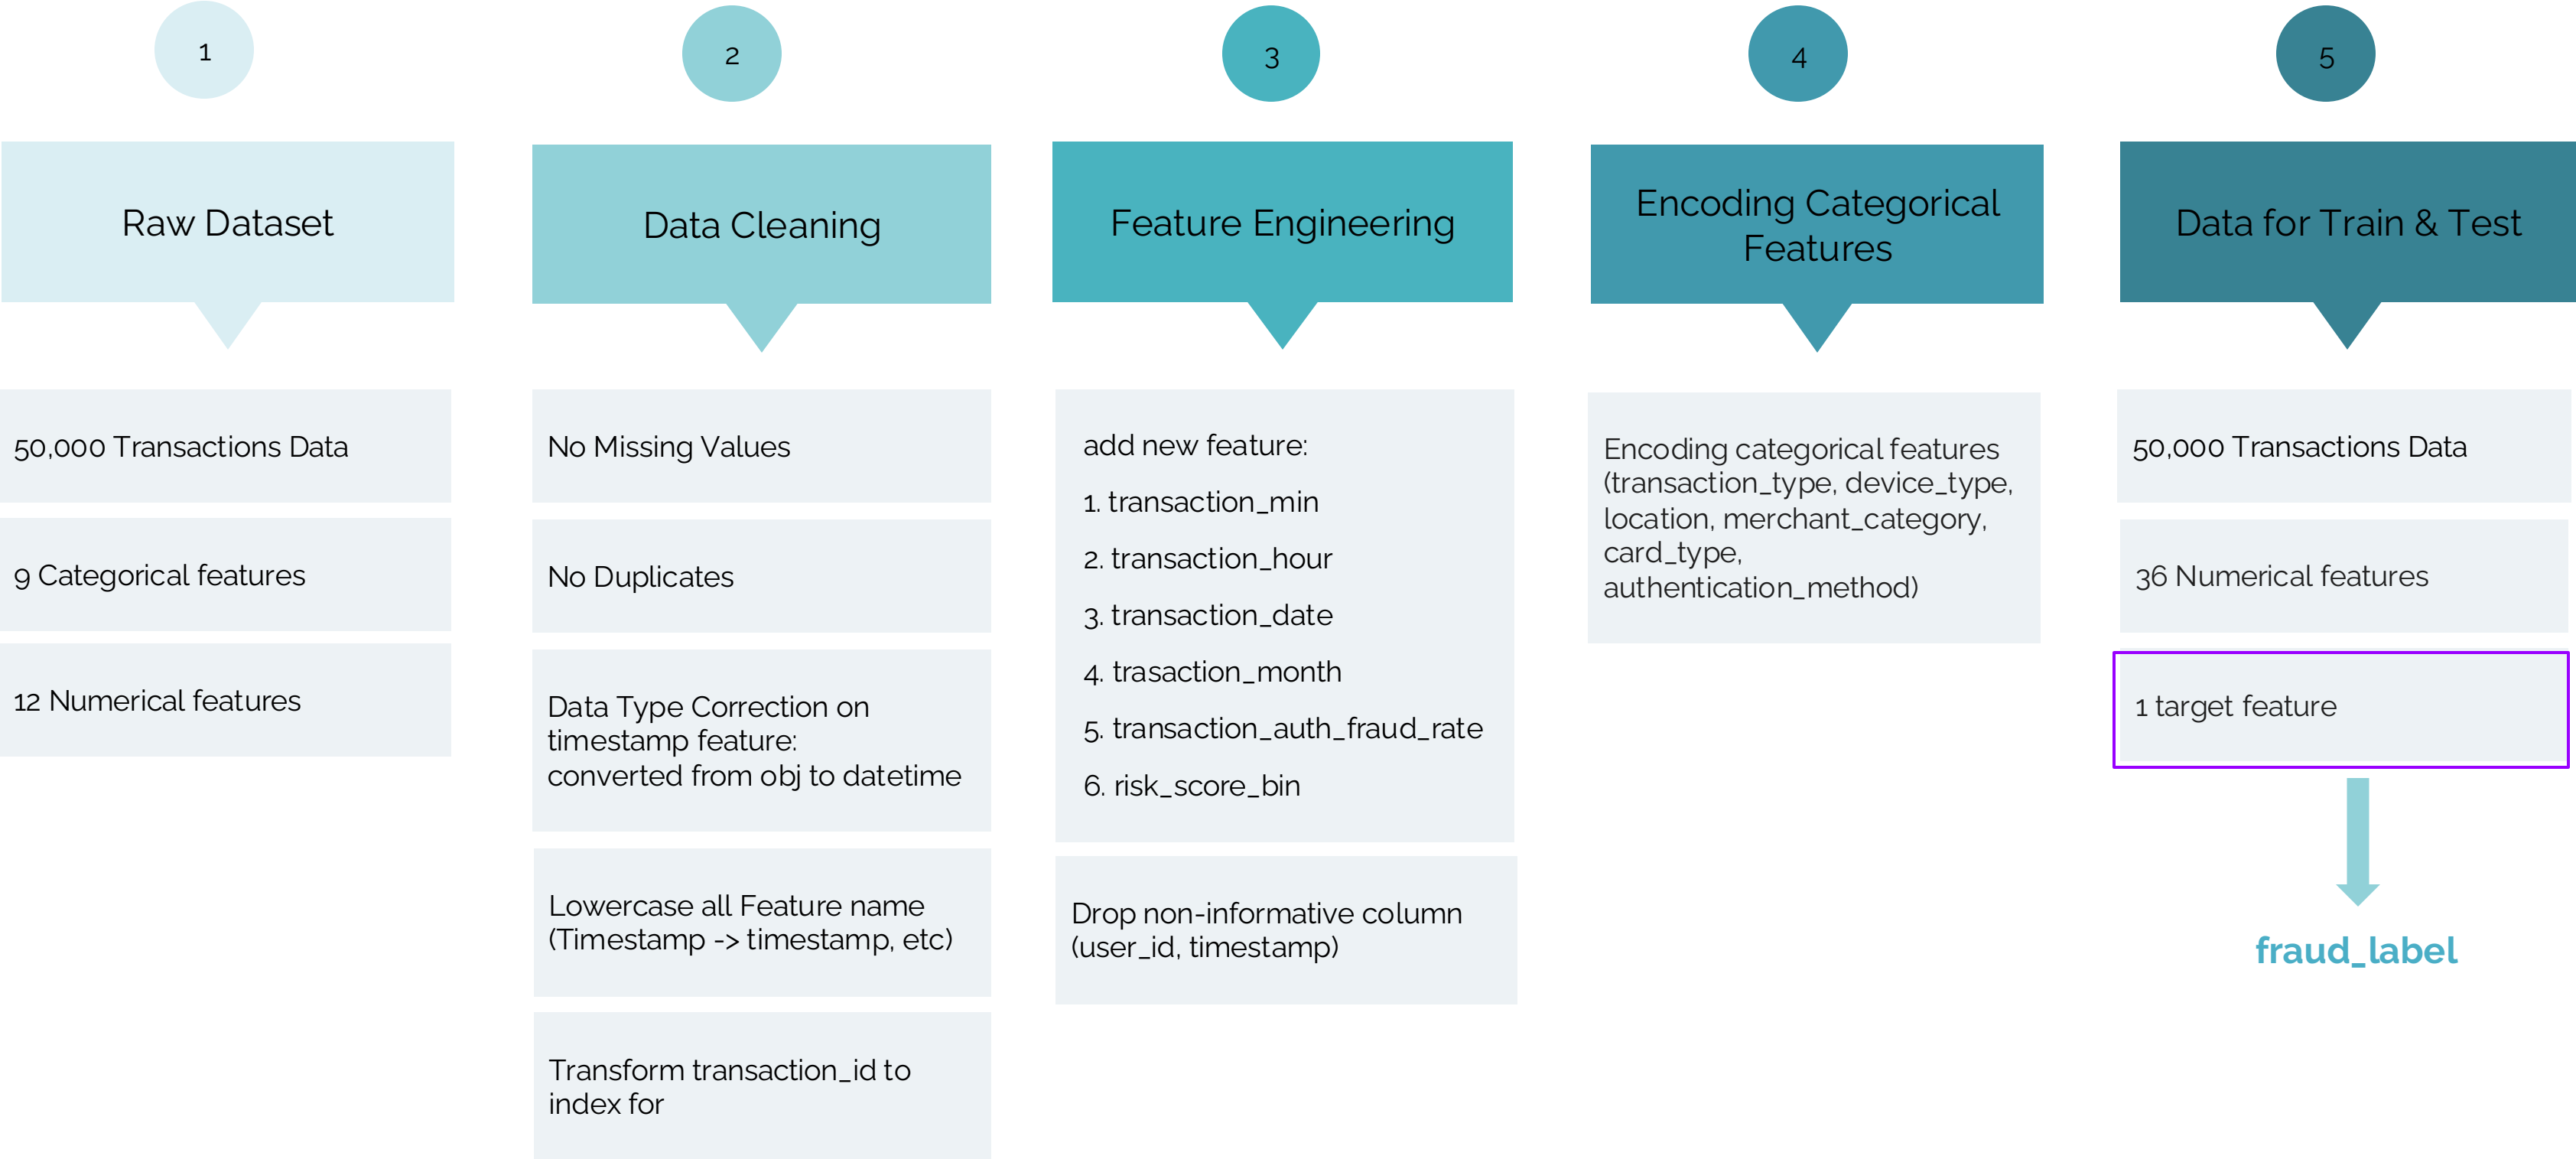 1
Raw Dataset
50,000 Transactions Data
9 Categorical features
12 Numerical features
2
Data Cleaning
No Missing Values
No Duplicates
Data Type Correction on
timestamp feature:
converted from obj to datetime
Lowercase all Feature name
(Timestamp -> timestamp, etc)
Transform transaction_id to
index for
3
Feature Engineering
add new feature:
1. transaction_min
2. transaction_hour
3. transaction_date
4. trasaction_month
5. transaction_auth_fraud_rate
6. risk_score_bin
Drop non-informative column
(user_id, timestamp)
4
Encoding Categorical
Features
Encoding categorical features
(transaction_type, device_type,
location, merchant_category,
card_type,
authentication_method)
5
Data for Train & Test
50,000 Transactions Data
36 Numerical features
1 target feature
fraud_label